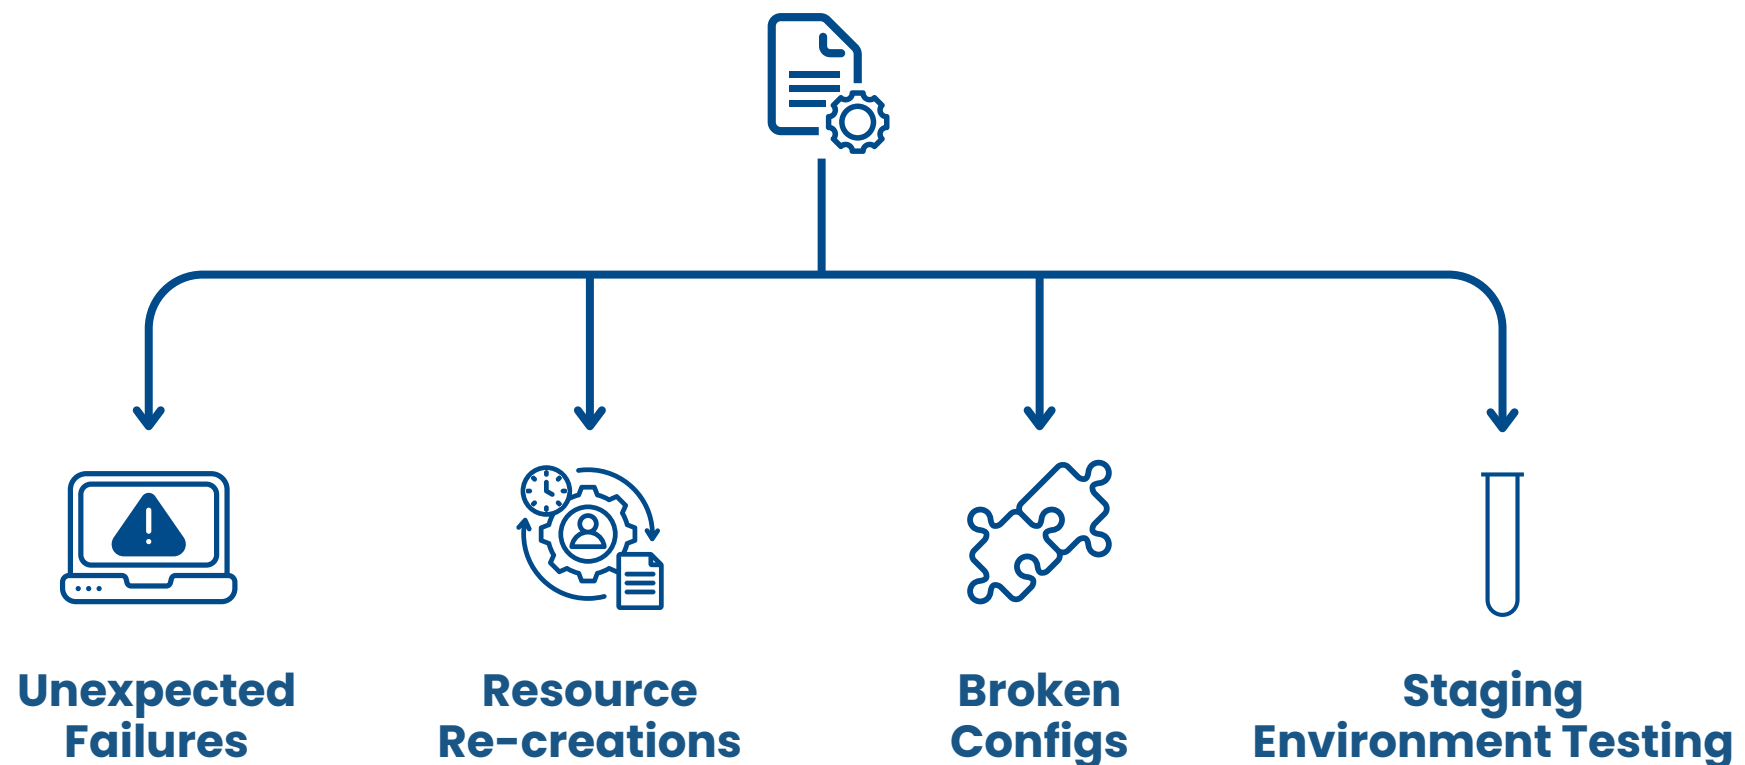 Unexpected
Failures
Resource
Re-creations
Broken
Configs
Staging
Environment Testing